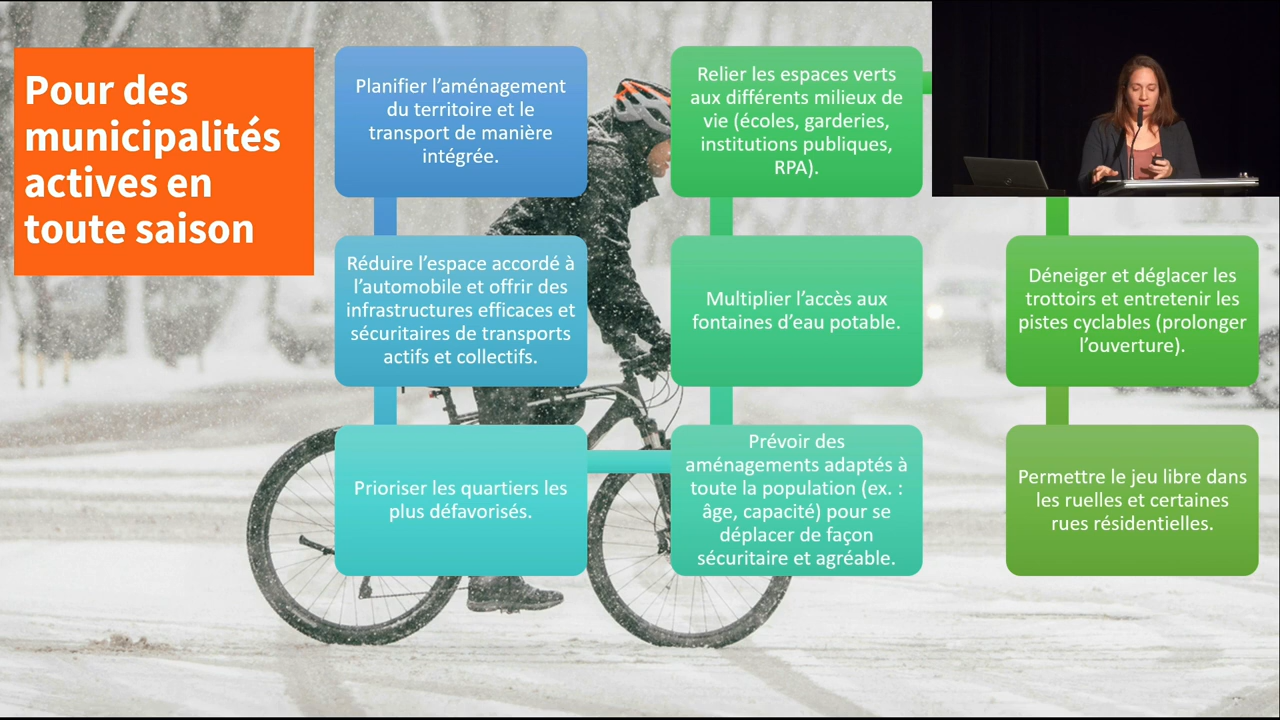 Pour des
municipalités
actives en
toute saison
Planifier l’aménagement
du territoire et le
transport de manière
intégrée.
Réduire l’espace accordé à
l’automobile et offrir des
infrastructures efficaces et
sécuritaires de transports
actifs et collectifs.
Prioriser les quartiers les
plus défavorisés.
Prévoir des
aménagements adaptés à
toute la population (ex. :
âge, capacité) pour se
déplacer de façon
sécuritaire et agréable.
Multiplier l’accès aux
fontaines d’eau potable.
Relier les espaces verts
aux différents milieux de
vie (écoles, garderies,
institutions publiques,
RPA).
Déneiger et déglacer les
trottoirs et entretenir les
pistes cyclables (prolonger
l’ouverture).
Permettre le jeu libre dans
les ruelles et certaines
rues résidentielles.